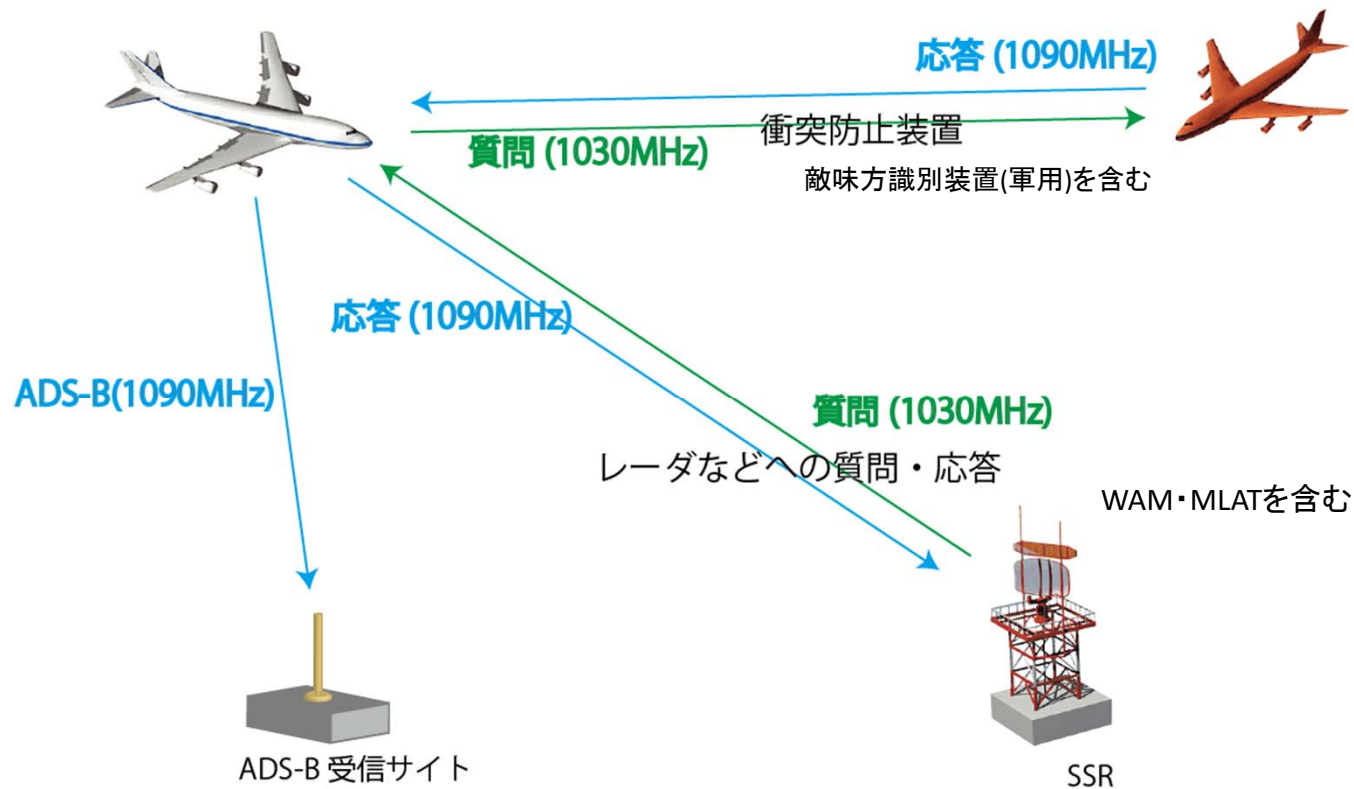 応答 (1090MHz)
衝突防止装置
質問 (1030MHz)
敵味方識別装置(軍用)を含む
応答 (1090MHz)
ADS-B(1090MHz)
質問 (1030MHz)
レーダなどへの質問・応答
WAM・MLATを含む
ADS-B 受信サイト
SSR